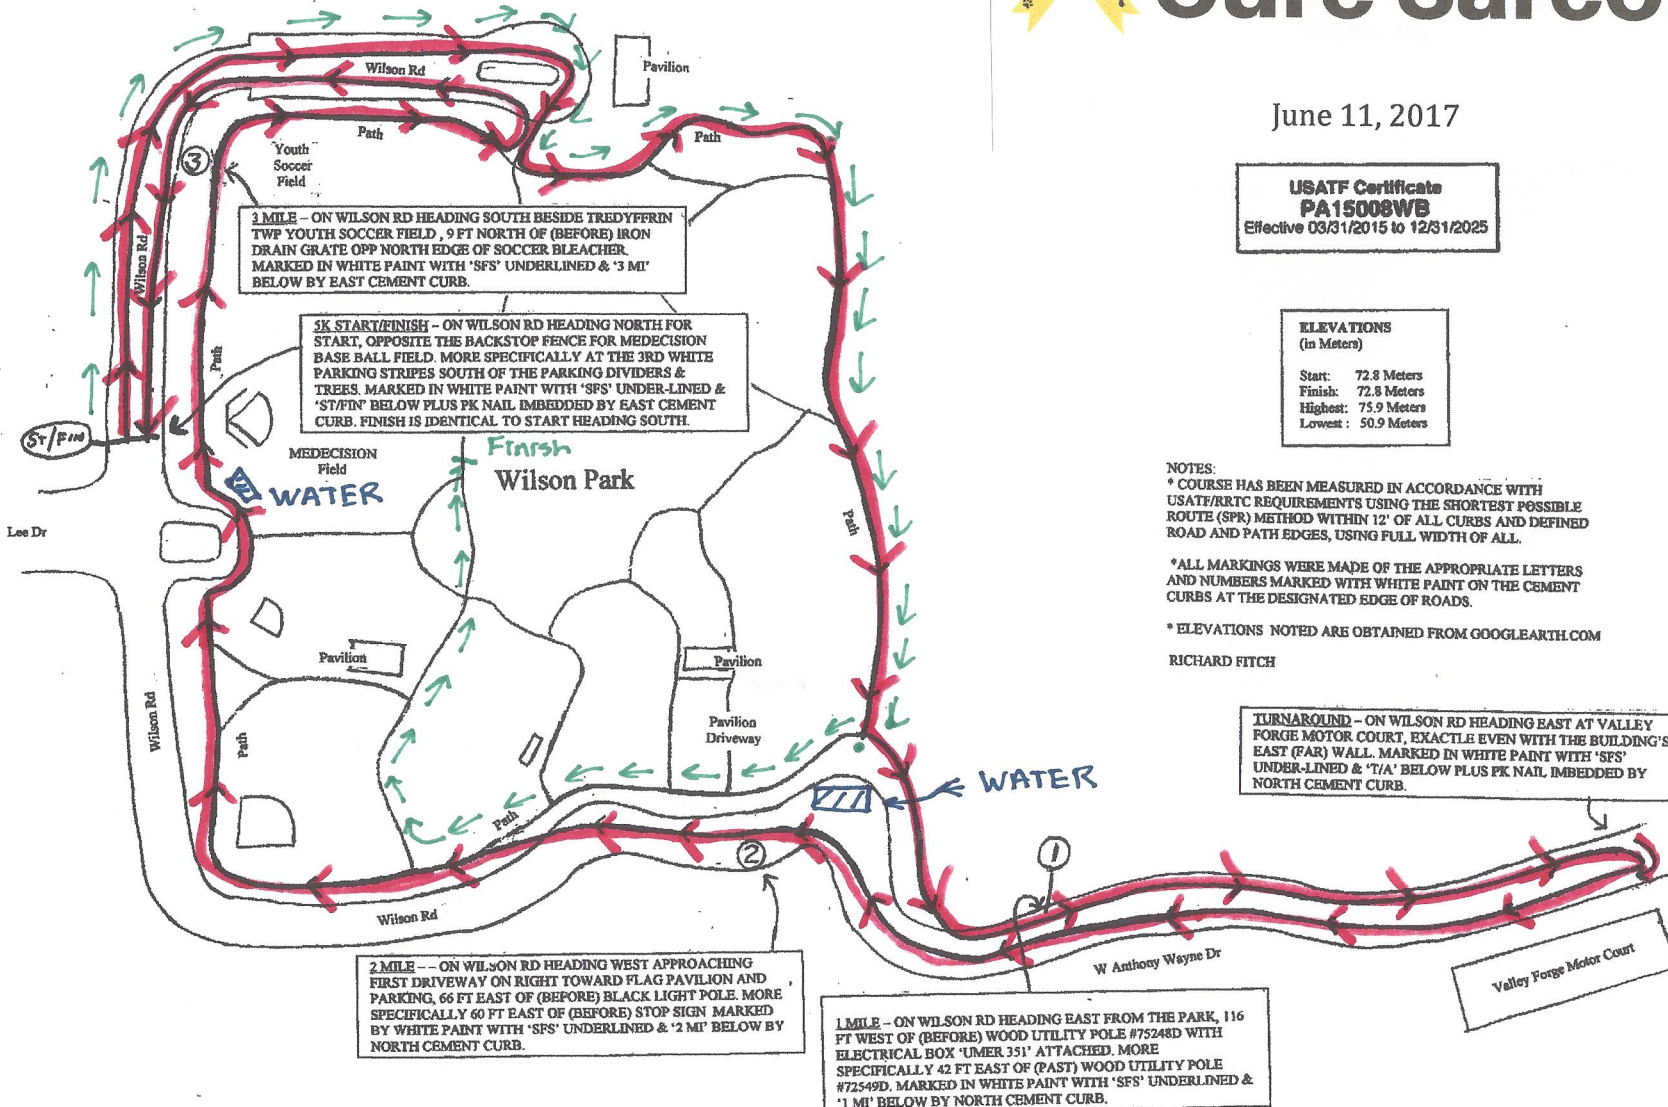 June 11, 2017
USATF Certificate
PA15008WB
Effective 03/31/2015 to 12/31/2025
ELEVATIONS
(in Meters)
Start: 72.8 Meters
Finish: 72.8 Meters
Highest: 75.9 Meters
Lowest: 50.9 Meters
NOTES:
* COURSE HAS BEEN MEASURED IN ACCORDANCE WITH
USATF/RRTC REQUIREMENTS USING THE SHORTEST POSSIBLE
ROUTE (SPR) METHOD WITHIN 12' OF ALL CURBS AND DEFINED
ROAD AND PATH EDGES, USING FULL WIDTH OF ALL.
*ALL MARKINGS WERE MADE OF THE APPROPRIATE LETTERS
AND NUMBERS MARKED WITH WHITE PAINT ON THE CEMENT
CURBS AT THE DESIGNATED EDGE OF ROADS.
* ELEVATIONS NOTED ARE OBTAINED FROM GOOGLEARTH.COM
RICHARD FITCH
Wilson Rd
Pavilion
Path
Path
3
Youth
Soccer
Field
3 MILE – ON WILSON RD HEADING SOUTH BESIDE TREDYFFRIN
TWP YOUTH SOCCER FIELD , 9 FT NORTH OF (BEFORE) IRON
DRAIN GRATE OPP NORTH EDGE OF SOCCER BLEACHER.
MARKED IN WHITE PAINT WITH 'SFS' UNDERLINED & '3 MI'
BELOW BY EAST CEMENT CURB.
Wilson Rd
5K START/FINISH – ON WILSON RD HEADING NORTH FOR
START, OPPOSITE THE BACKSTOP FENCE FOR MEDECISION
BASE BALL FIELD. MORE SPECIFICALLY AT THE 3RD WHITE
PARKING STRIPES SOUTH OF THE PARKING DIVIDERS &
TREES. MARKED IN WHITE PAINT WITH 'SFS' UNDER-LINED &
'ST/FIN' BELOW PLUS PK NAIL IMBEDDED BY EAST CEMENT
CURB. FINISH IS IDENTICAL TO START HEADING SOUTH.
Path
ST/FIN
Finish
MEDECISION
Field
Wilson Park
WATER
Lee Dr
Path
Pavilion
Pavilion
Wilson Rd
Path
Pavilion
Driveway
WATER
Path
2
1
Wilson Rd
TURNAROUND – ON WILSON RD HEADING EAST AT VALLEY
FORGE MOTOR COURT, EXACTLE EVEN WITH THE BUILDING'S
EAST (FAR) WALL. MARKED IN WHITE PAINT WITH 'SFS'
UNDER-LINED & 'T/A' BELOW PLUS PK NAIL IMBEDDED BY
NORTH CEMENT CURB.
W Anthony Wayne Dr
Valley Forge Motor Court
2 MILE – – ON WILSON RD HEADING WEST APPROACHING
FIRST DRIVEWAY ON RIGHT TOWARD FLAG PAVILION AND
PARKING, 66 FT EAST OF (BEFORE) BLACK LIGHT POLE. MORE
SPECIFICALLY 60 FT EAST OF (BEFORE) STOP SIGN MARKED
BY WHITE PAINT WITH 'SFS' UNDERLINED & '2 MI' BELOW BY
NORTH CEMENT CURB.
1 MILE – ON WILSON RD HEADING EAST FROM THE PARK, 116
FT WEST OF (BEFORE) WOOD UTILITY POLE #75248D WITH
ELECTRICAL BOX 'UMER 351' ATTACHED. MORE
SPECIFICALLY 42 FT EAST OF (PAST) WOOD UTILITY POLE
#72549D. MARKED IN WHITE PAINT WITH 'SFS' UNDERLINED &
'1 MI' BELOW BY NORTH CEMENT CURB.